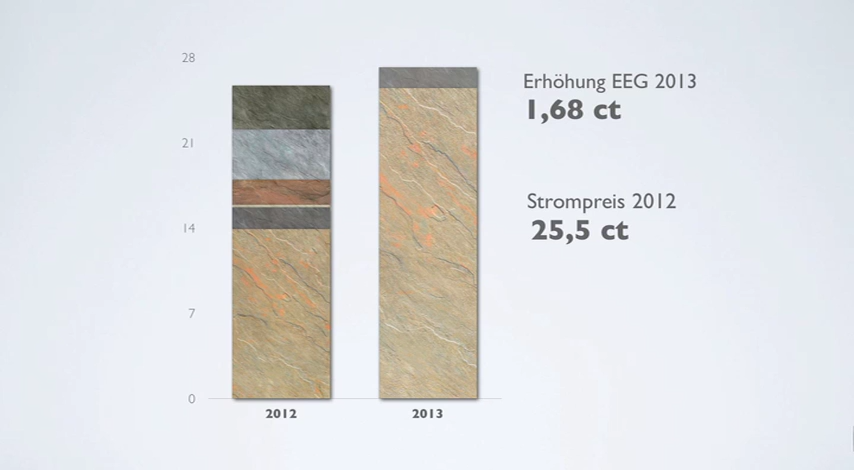 28
21
14
7
0
2012
2013
Erhöhung EEG 2013
1,68 ct
Strompreis 2012
25,5 ct